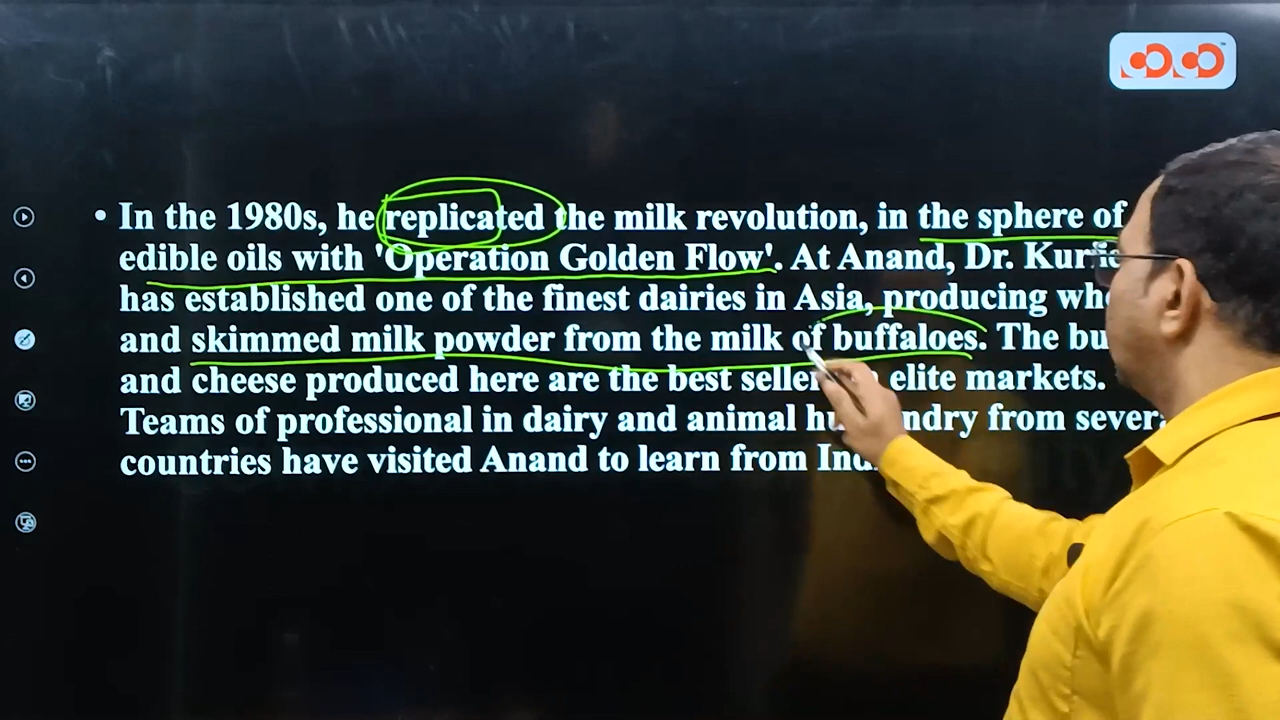 • In the 1980s, he replicated the milk revolution, in the sphere of
edible oils with 'Operation Golden Flow'. At Anand, Dr.
has established one of the finest dairies in Asia, producing
and skimmed milk powder from the milk of buffaloes. The
and cheese produced here are the best elite markets.
Teams of professional in dairy and animal from
countries have visited Anand to learn from